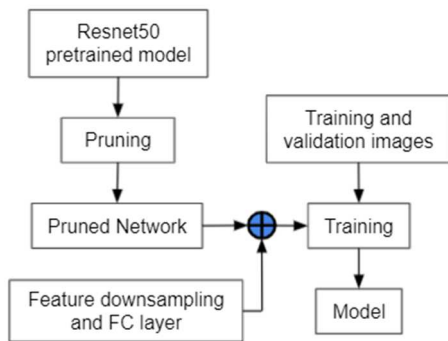 Resnet50
pretrained model
Pruning
Training and
validation images
Pruned Network
Training
Feature downsampling
and FC layer
Model